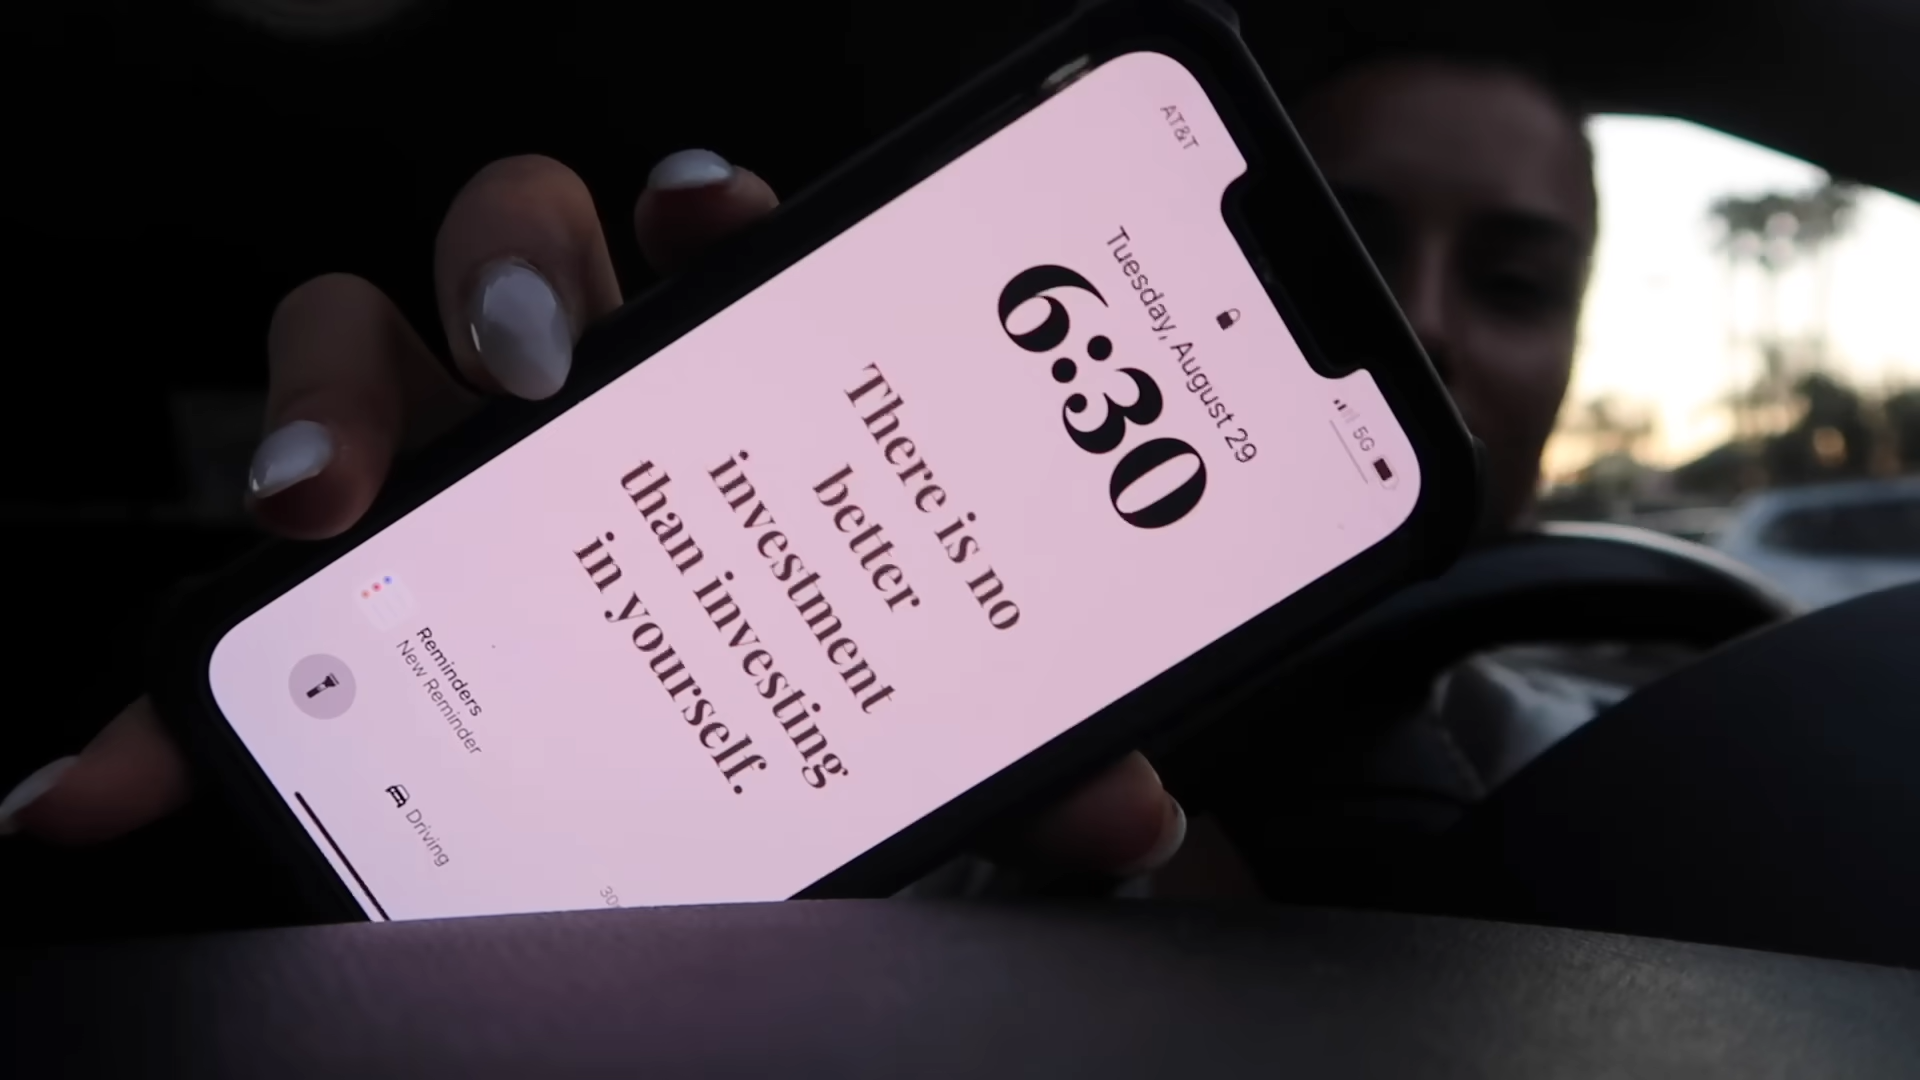 AT&T
5G
Tuesday, August 29
6:30
There is no
better
investment
than investing
in yourself.
Reminders
New Reminder
Driving